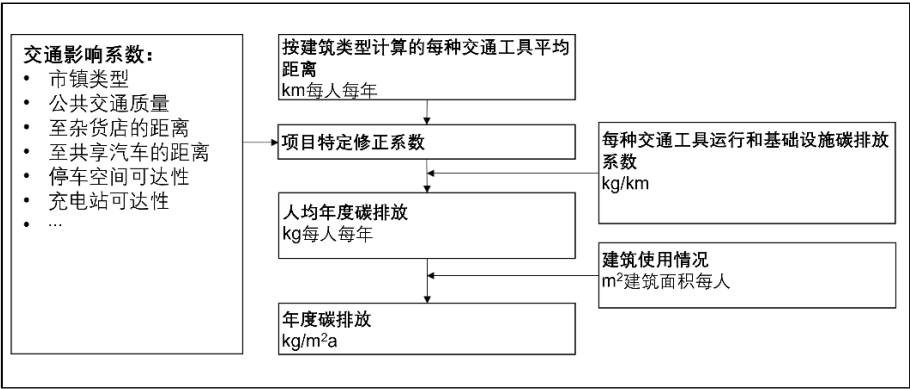 交通影响系数：
• 市镇类型
• 公共交通质量
• 至杂货店的距离
• 至共享汽车的距离
• 停车空间可达性
• 充电站可达性
• ...
按建筑类型计算的每种交通工具平均
距离
km每人每年
项目特定修正系数
每种交通工具运行和基础设施碳排放
系数
kg/km
人均年度碳排放
kg每人每年
建筑使用情况
m²建筑面积每人
年度碳排放
kg/m²a